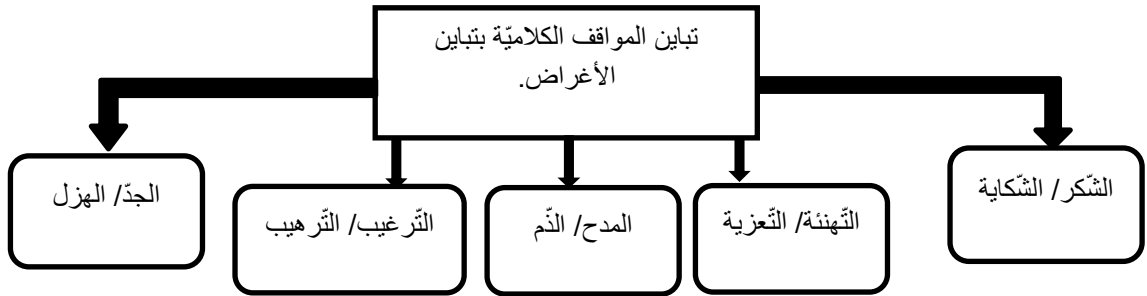 تباين المواقف الكلاميّة بتباين
الأغراض.
الشّكر/ الشّكاية
التّهنئة/ التّعزية
المدح/ الذّم
التّرغيب/ التّرهيب
الجدّ/ الهزل